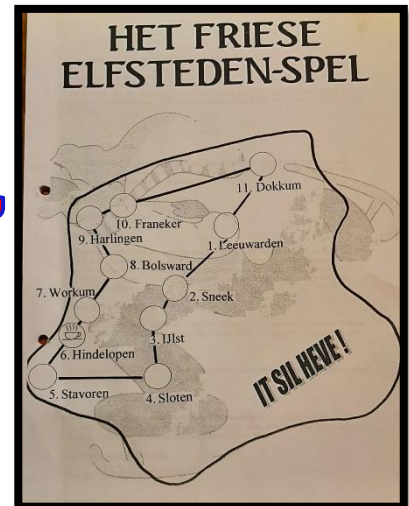 HET FRIESE
ELFSTEDEN-SPEL
11. Dokkum
10. Franeker
9. Harlingen
1. Leeuwarden
8. Bolsward
7. Workum
2. Sneek
3. IJlst
6. Hindelopen
IT SIL HEVE !
5. Stavoren
4. Sloten